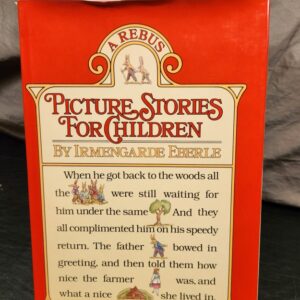 A REBUS
PICTURE STORIES
FOR CHILDREN
BY IRMENGARDE EBERLE
When he got back to the woods all
the were still waiting for
him under the same And they
all complimented him on his speedy
return. The father bowed in
greeting, and then told them how
nice the farmer was, and
what a nice she lived in.